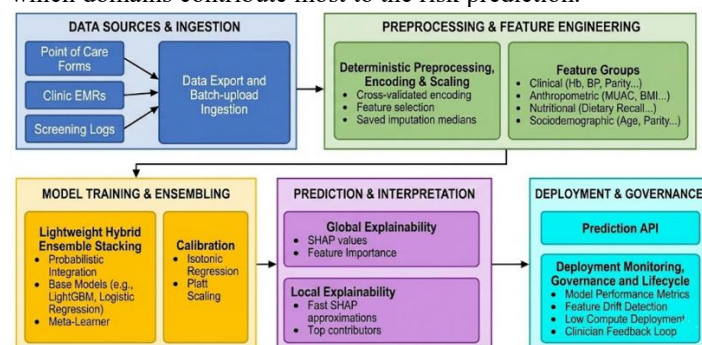 which domains contribute most to the risk prediction.
DATA SOURCES & INGESTION
Point of Care
Forms
Clinic EMRs
Screening Logs
Data Export and
Batch-upload
Ingestion
PREPROCESSING & FEATURE ENGINEERING
Deterministic Preprocessing,
Encoding & Scaling
• Cross-validated encoding
• Feature selection
• Saved imputation medians
Feature Groups
• Clinical (Hb, BP, Parity...)
• Anthropometric (MUAC, BMI...)
• Nutritional (Dietary Recall...)
• Sociodemographic (Age, Parity...)
MODEL TRAINING & ENSEMBLING
Lightweight Hybrid
Ensemble Stacking
• Probabilistic
Integration
• Base Models (e.g.,
LightGBM, Logistic
Regression)
• Meta-Learner
Calibration
• Isotonic
Regression
• Platt
Scaling
PREDICTION & INTERPRETATION
Global Explainability
• SHAP values
• Feature Importance
Local Explainability
• Fast SHAP
approximations
• Top contributors
DEPLOYMENT & GOVERNANCE
Prediction API
Deployment Monitoring,
Governance and Lifecycle
• Model Performance Metrics
• Feature Drift Detection
• Low Compute Deployment
• Clinician Feedback Loop